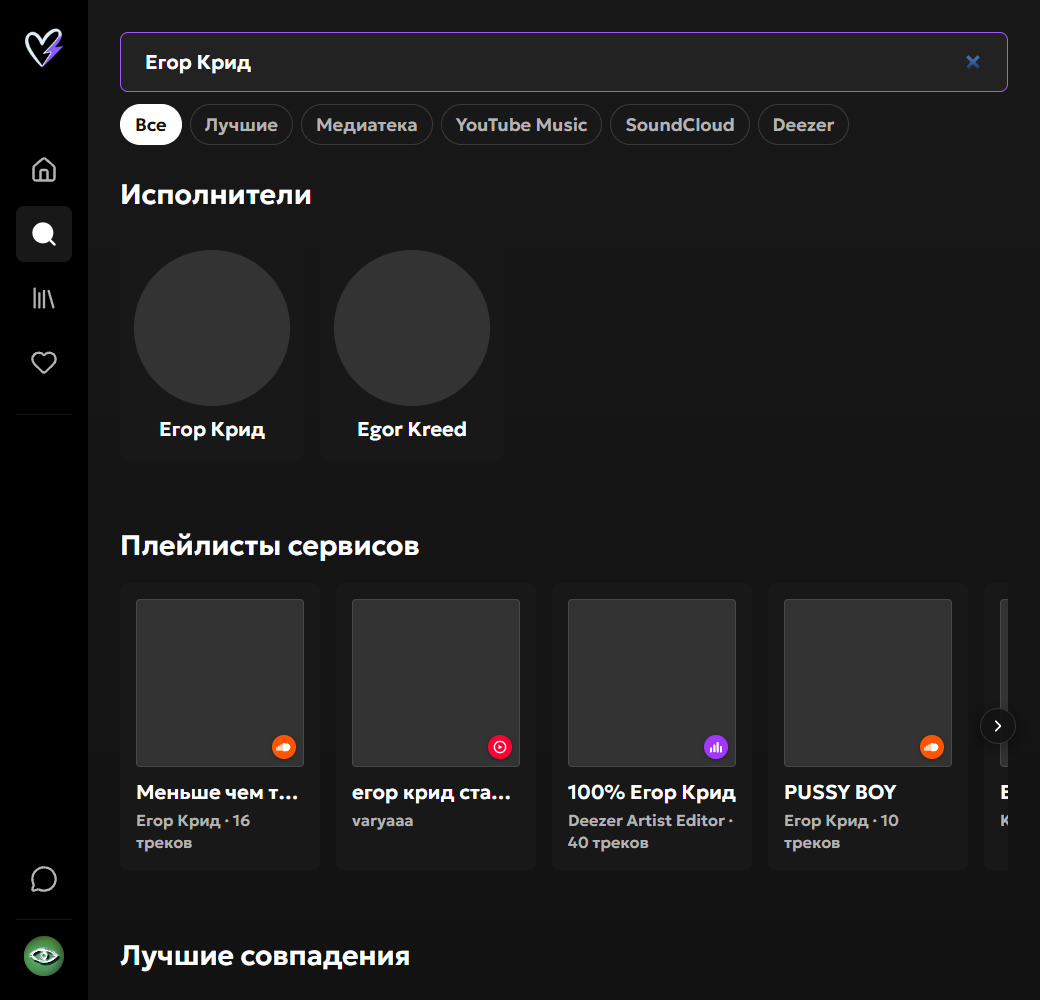 Егор Крид
Все
Лучшие
Медиатека
YouTube Music
SoundCloud
Deezer
Исполнители
Егор Крид
Egor Kreed
Плейлисты сервисов
Меньше чем т...
Егор Крид · 16
треков
егор крид ста...
varyaaa
100% Егор Крид
Deezer Artist Editor ·
40 треков
PUSSY BOY
Егор Крид · 10
треков
Лучшие совпадения